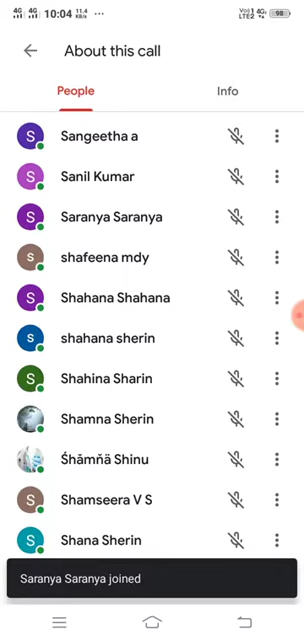 4G 4G 10:04 11.4 KB/s ...
Vo)) 1 LTE2 4G 98
About this call
People Info
S Sangeetha a
S Sanil Kumar
S Saranya Saranya
s shafeena mdy
S Shahana Shahana
s shahana sherin
S Shahina Sharin
Shamna Sherin
Śhāmňä Shinu
S Shamseera V S
S Shana Sherin
Saranya Saranya joined